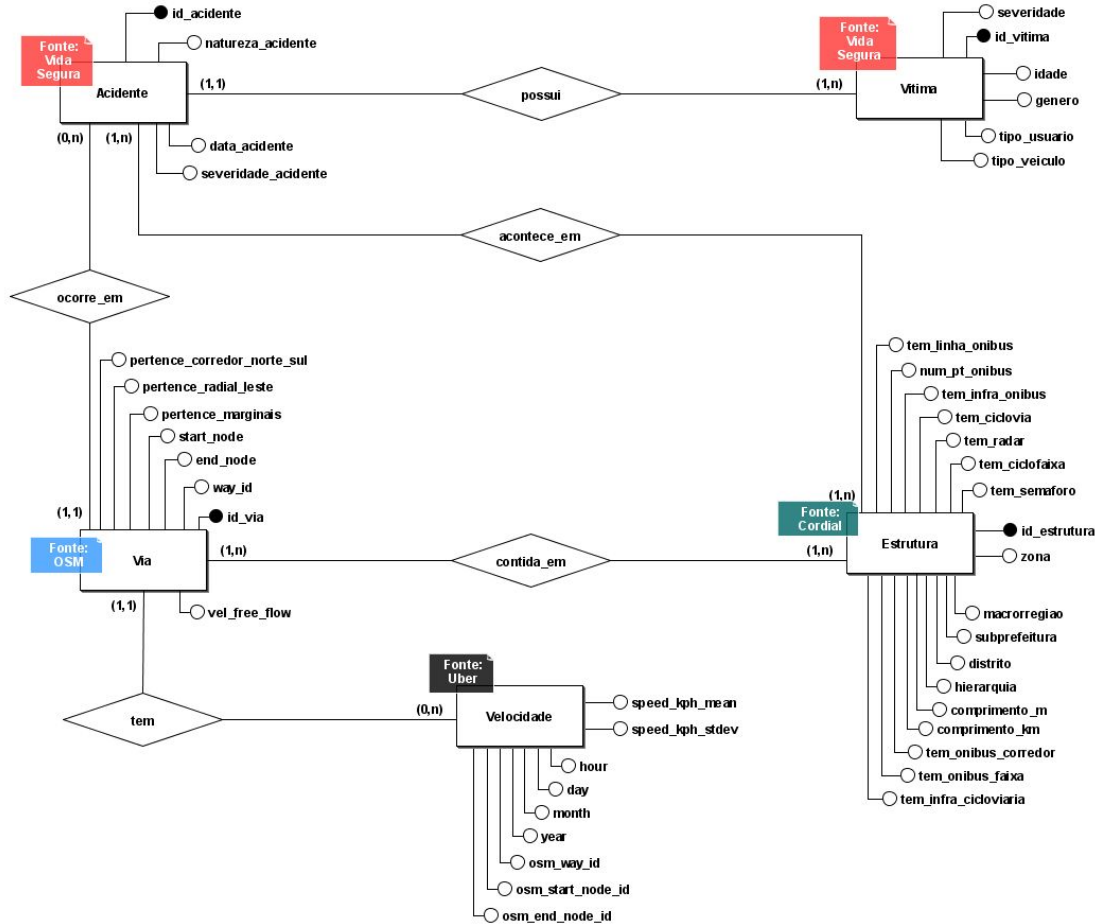 id_acidente
natureza_acidente
Fonte:
Vida
Segura
Acidente
(1,1)
possui
(1,n)
Fonte:
Vida
Segura
Vitima
severidade
id_vitima
idade
genero
tipo_usuario
tipo_veiculo
(0,n)
(1,n)
data_acidente
severidade_acidente
acontece_em
ocorre_em
pertence_corredor_norte_sul
pertence_radial_leste
pertence_marginais
start_node
end_node
way_id
id_via
(1,1)
Fonte:
OSM
Via
(1,n)
contida_em
(1,n)
(1,n)
Fonte:
Cordial
Estrutura
tem_linha_onibus
num_pt_onibus
tem_infra_onibus
tem_ciclovia
tem_radar
tem_ciclofaixa
tem_semaforo
id_estrutura
zona
macrorregiao
subprefeitura
distrito
hierarquia
comprimento_m
comprimento_km
tem_onibus_corredor
tem_onibus_faixa
tem_infra_cicloviaria
(1,1)
vel_free_flow
tem
(0,n)
Fonte:
Uber
Velocidade
speed_kph_mean
speed_kph_stdev
hour
day
month
year
osm_way_id
osm_start_node_id
osm_end_node_id